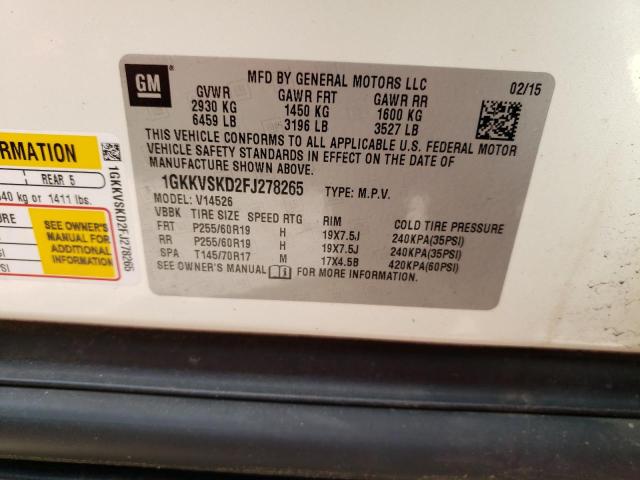 GM
MFD BY GENERAL MOTORS LLC
02/15
GVWR GAWR FRT GAWR RR
2930 KG 1450 KG 1600 KG
6459 LB 3196 LB 3527 LB
THIS VEHICLE CONFORMS TO ALL APPLICABLE U.S. FEDERAL MOTOR
VEHICLE SAFETY STANDARDS IN EFFECT ON THE DATE OF
MANUFACTURE SHOWN ABOVE.
1GKKVSKD2FJ278265 TYPE: M.P.V.
MODEL: V14526
VBBK TIRE SIZE SPEED RTG RIM COLD TIRE PRESSURE
FRT P255/60R19 H 19X7.5J 240KPA(35PSI)
RR P255/60R19 H 19X7.5J 240KPA(35PSI)
SPA T145/70R17 M 17X4.5B 420KPA(60PSI)
SEE OWNER'S MANUAL FOR MORE INFORMATION.
REAR 5
or 1411 lbs.
SEE OWNER'S
MANUAL FOR
ADDITIONAL
INFORMATION
1GKKVSKD2FJ278265